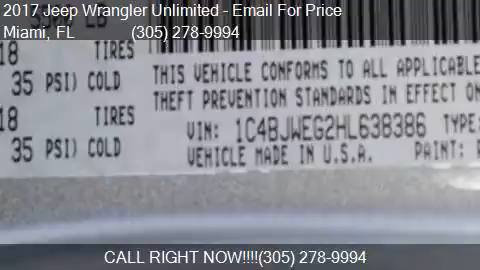 2017 Jeep Wrangler Unlimited - Email For Price
Miami, FL (305) 278-9994
18 TIRES
35 PSI) COLD
THIS VEHICLE CONFORMS TO ALL APPLICABLE
THEFT PREVENTION STANDARDS IN EFFECT ON
18 TIRES
VIN: 1C4BJWEG2HL638386 TYPE:
35 PSI) COLD
VEHICLE MADE IN U.S.A. PAINT:
CALL RIGHT NOW!!!!(305) 278-9994